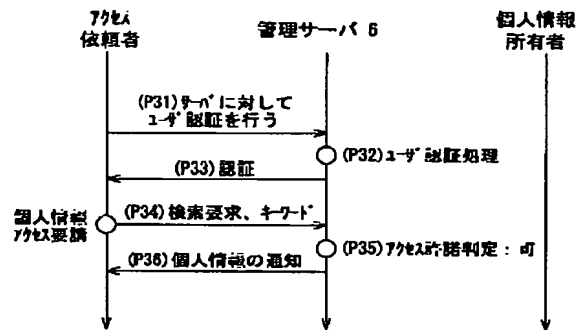 アクセス
依頼者
管理サーバ 6
個人情報
所有者
(P31)サーバに対して
ユーザ認証を行う
(P32)ユーザ認証処理
(P33)認証
(P34)検索要求、キーワード
個人情報
アクセス要請
(P35)アクセス許諾判定:可
(P36)個人情報の通知